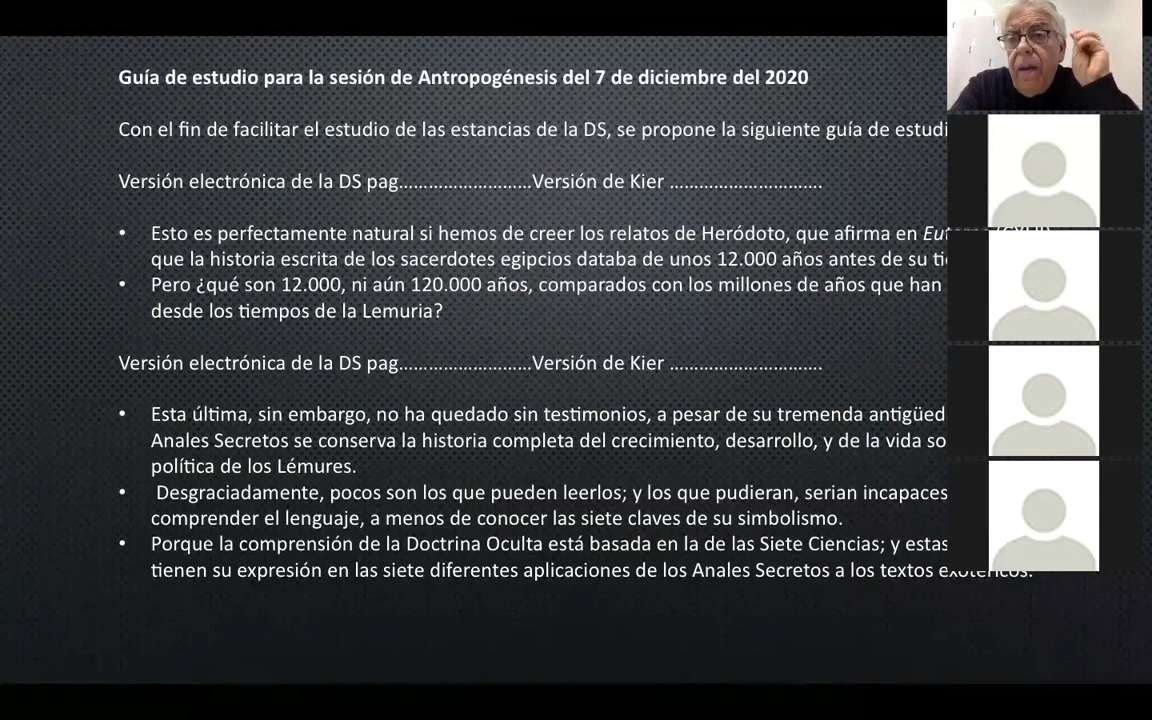 Guía de estudio para la sesión de Antropogénesis del 7 de diciembre del 2020
Con el fin de facilitar el estudio de las estancias de la DS, se propone la siguiente guía de
Versión electrónica de la DS pag............................Versión de Kier ................................
• Esto es perfectamente natural si hemos de creer los relatos de Heródoto, que afirma en
que la historia escrita de los sacerdotes egipcios databa de unos 12.000 años antes de su
• Pero ¿qué son 12.000, ni aún 120.000 años, comparados con los millones de años que han
desde los tiempos de la Lemuria?
Versión electrónica de la DS pag............................Versión de Kier ................................
• Esta última, sin embargo, no ha quedado sin testimonios, a pesar de su tremenda
Anales Secretos se conserva la historia completa del crecimiento, desarrollo, y de la vida
política de los Lémures.
• Desgraciadamente, pocos son los que pueden leerlos; y los que pudieran, serian incapaces
comprender el lenguaje, a menos de conocer las siete claves de su simbolismo.
• Porque la comprensión de la Doctrina Oculta está basada en la de las Siete Ciencias; y estas
tienen su expresión en las siete diferentes aplicaciones de los Anales Secretos a los textos exotéricos.